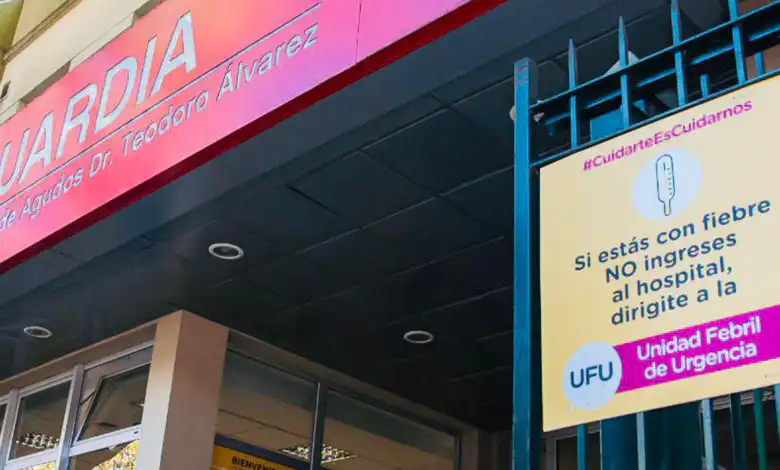 UARDIA
de Agudos Dr. Teodoro Álvarez
#CuidarteEsCuidarnos
Si estás con fiebre
NO ingreses
al hospital,
dirigite a la
UFU
Unidad Febril
de Urgencia
BIENVENI